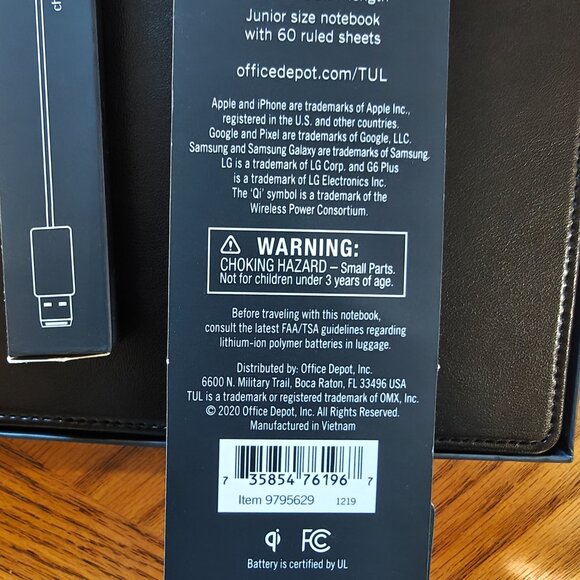 ch
length
Junior size notebook
with 60 ruled sheets
officedepot.com/TUL
Apple and iPhone are trademarks of Apple Inc.,
registered in the U.S. and other countries.
Google and Pixel are trademarks of Google, LLC.
Samsung and Samsung Galaxy are trademarks of Samsung.
LG is a trademark of LG Corp. and G6 Plus
is a trademark of LG Electronics Inc.
The 'Qi' symbol is a trademark of the
Wireless Power Consortium.
WARNING:
CHOKING HAZARD – Small Parts.
Not for children under 3 years of age.
Before traveling with this notebook,
consult the latest FAA/TSA guidelines regarding
lithium-ion polymer batteries in luggage.
Distributed by: Office Depot, Inc.
6600 N. Military Trail, Boca Raton, FL 33496 USA
TUL is a trademark or registered trademark of OMX, Inc.
© 2020 Office Depot, Inc. All Rights Reserved.
Manufactured in Vietnam
7 35854 76196 7
Item 9795629 1219
qi FC
Battery is certified by UL